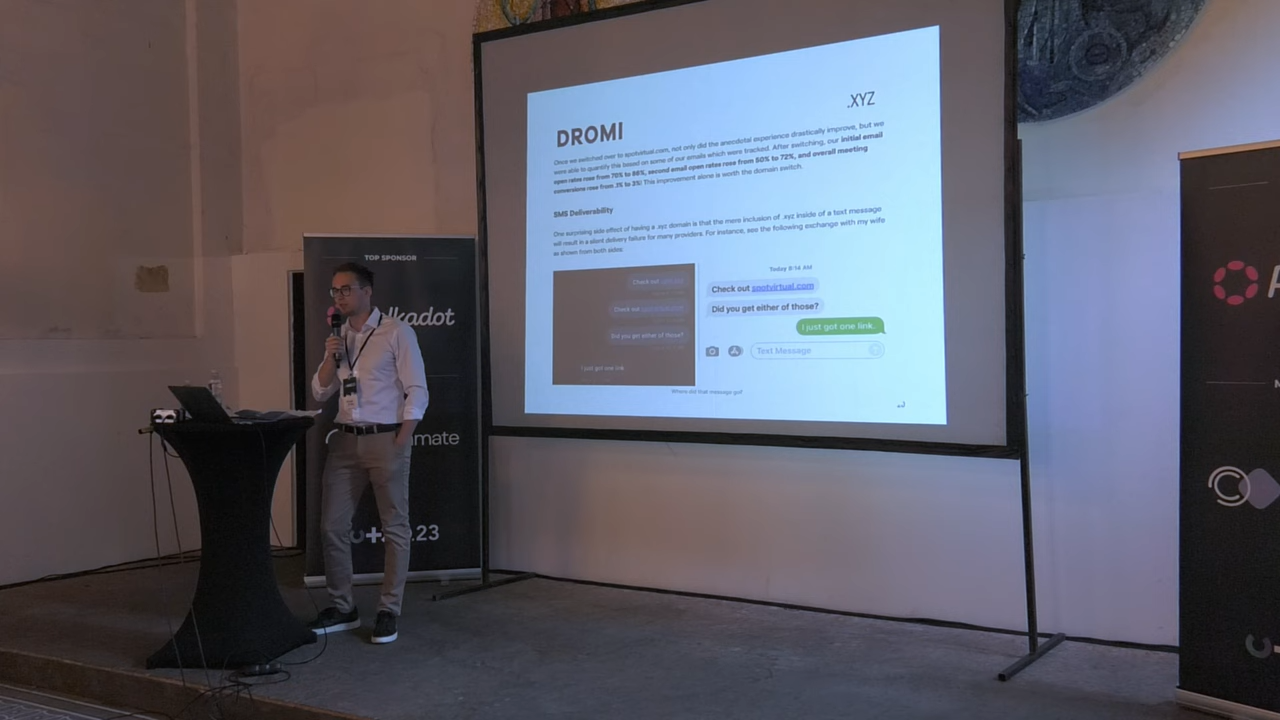 .XYZ
DROMI
Once we switched over to spotvirtual.com, not only did the anecdotal experience drastically improve, but we
were able to quantify this based on some of our emails which were tracked. After switching, our initial email
open rates rose from 70% to 88%, second email open rates rose from 50% to 72%, and overall meeting
conversions rose from .1% to 3%! This improvement alone is worth the domain switch.
SMS Deliverability
One surprising side effect of having a .xyz domain is that the mere inclusion of .xyz inside of a text message
will result in a silent delivery failure for many providers. For instance, see the following exchange with my wife
as shown from both sides:
Check out
Check out
Did you get either of those?
I just got one link.
Today 8:14 AM
Check out spotvirtual.com
Did you get either of those?
I just got one link.
Text Message
Where did that message go?
TOP SPONSOR
lkadot
mate
.23